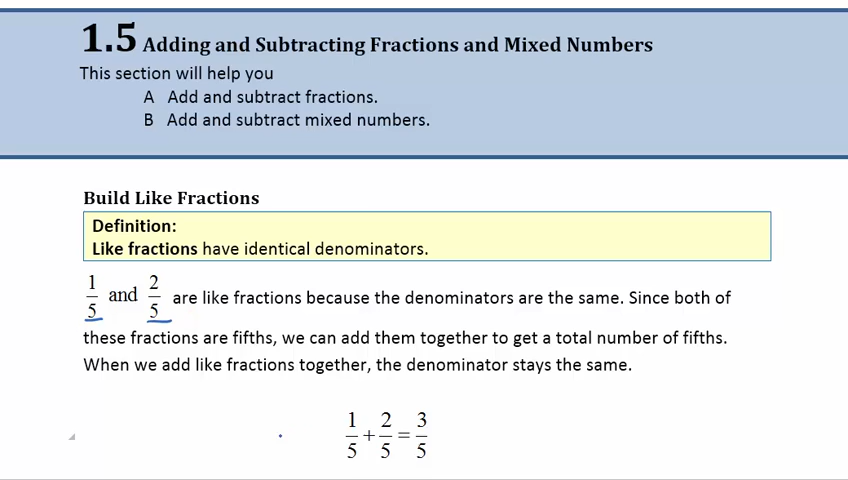 1.5 Adding and Subtracting Fractions and Mixed Numbers
This section will help you
A Add and subtract fractions.
B Add and subtract mixed numbers.
Build Like Fractions
Definition:
Like fractions have identical denominators.
1/5 and 2/5 are like fractions because the denominators are the same. Since both of
these fractions are fifths, we can add them together to get a total number of fifths.
When we add like fractions together, the denominator stays the same.
1/5 + 2/5 = 3/5